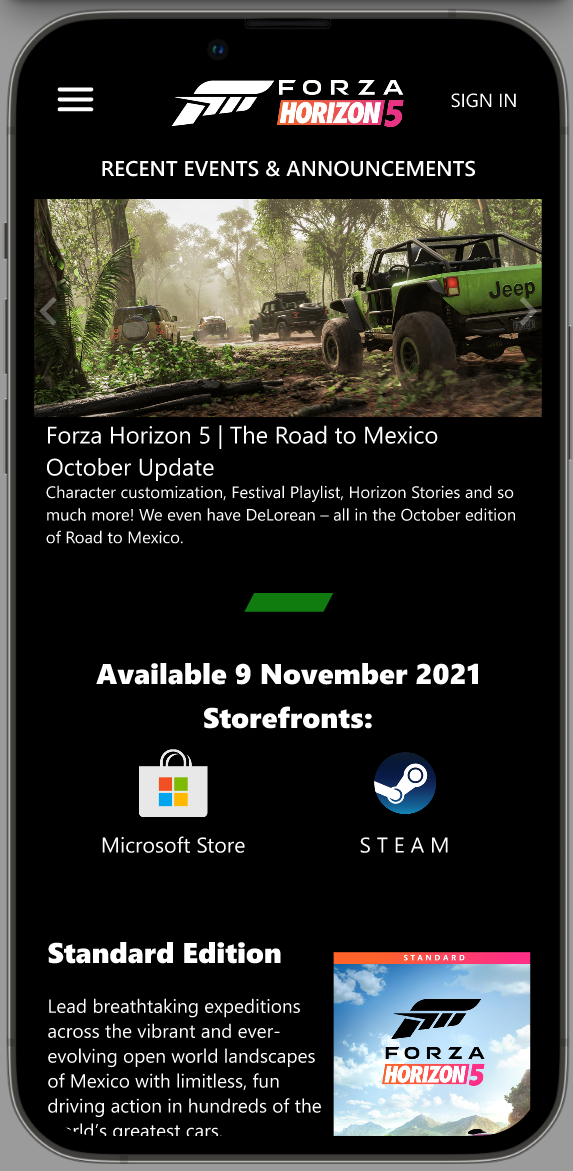 FORZA
HORIZON 5
SIGN IN
RECENT EVENTS & ANNOUNCEMENTS
Jeep
Forza Horizon 5 | The Road to Mexico
October Update
Character customization, Festival Playlist, Horizon Stories and so
much more! We even have DeLorean – all in the October edition
of Road to Mexico.
Available 9 November 2021
Storefronts:
Microsoft Store
STEAM
Standard Edition
Lead breathtaking expeditions
across the vibrant and ever-
evolving open world landscapes
of Mexico with limitless, fun
driving action in hundreds of the
world's greatest cars.
STANDARD
FORZA
HORIZON 5